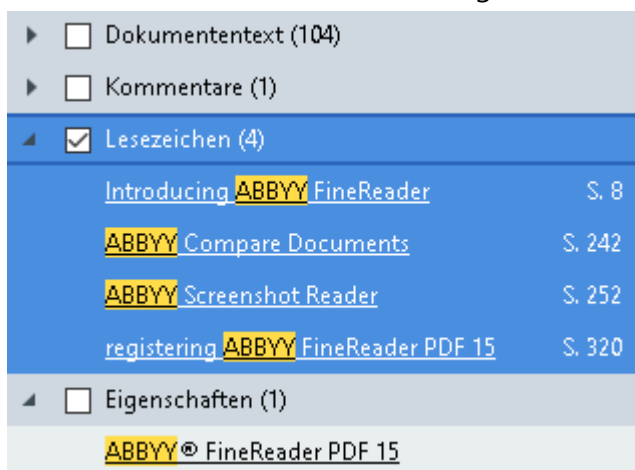 Dokumententext (104)
Kommentare (1)
Lesezeichen (4)
Introducing ABBYY FineReader S. 8
ABBYY Compare Documents S. 242
ABBYY Screenshot Reader S. 252
registering ABBYY FineReader PDF 15 S. 320
Eigenschaften (1)
ABBYY® FineReader PDF 15